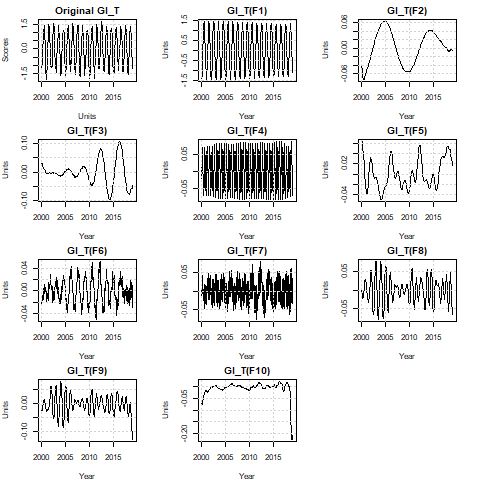 Original GI_T
GI_T(F1)
GI_T(F2)
Scores
1.5
0.0
-1.5
2000 2005 2010 2015
Units
Units
1.5
0.5
-0.5
-1.5
2000 2005 2010 2015
Year
Units
0.06
0.00
-0.06
2000 2005 2010 2015
Year
GI_T(F3)
GI_T(F4)
GI_T(F5)
Units
0.10
0.00
-0.10
2000 2005 2010 2015
Year
Units
0.05
-0.05
2000 2005 2010 2015
Year
Units
0.02
-0.04
2000 2005 2010 2015
Year
GI_T(F6)
GI_T(F7)
GI_T(F8)
Units
0.04
0.00
-0.04
2000 2005 2010 2015
Year
Units
0.05
-0.05
2000 2005 2010 2015
Year
Units
0.05
-0.05
2000 2005 2010 2015
Year
GI_T(F9)
GI_T(F10)
Units
0.00
-0.10
2000 2005 2010 2015
Year
Units
-0.05
-0.20
2000 2005 2010 2015
Year